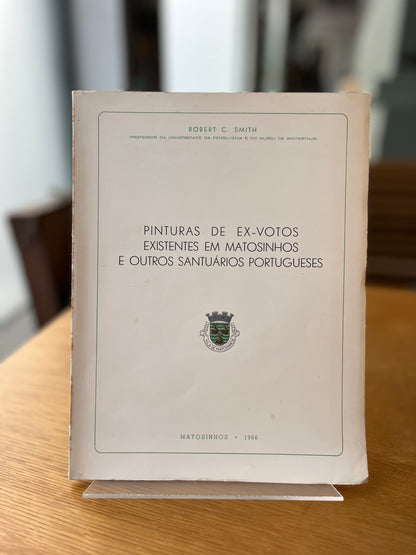 ROBERT C. SMITH
PROFESSOR DA UNIVERSIDADE DA PENSILVÂNIA E DO MUSEU DE WINTERTHUR
PINTURAS DE EX-VOTOS
EXISTENTES EM MATOSINHOS
E OUTROS SANTUÁRIOS PORTUGUESES
MATOSINHOS • 1966